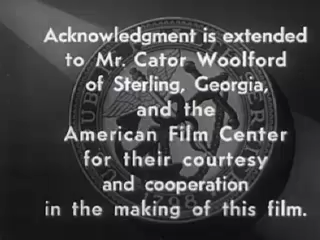 Acknowledgment is extended
to Mr. Cator Woolford
of Sterling, Georgia,
and the
American Film Center
for their courtesy
and cooperation
in the making of this film.
1798